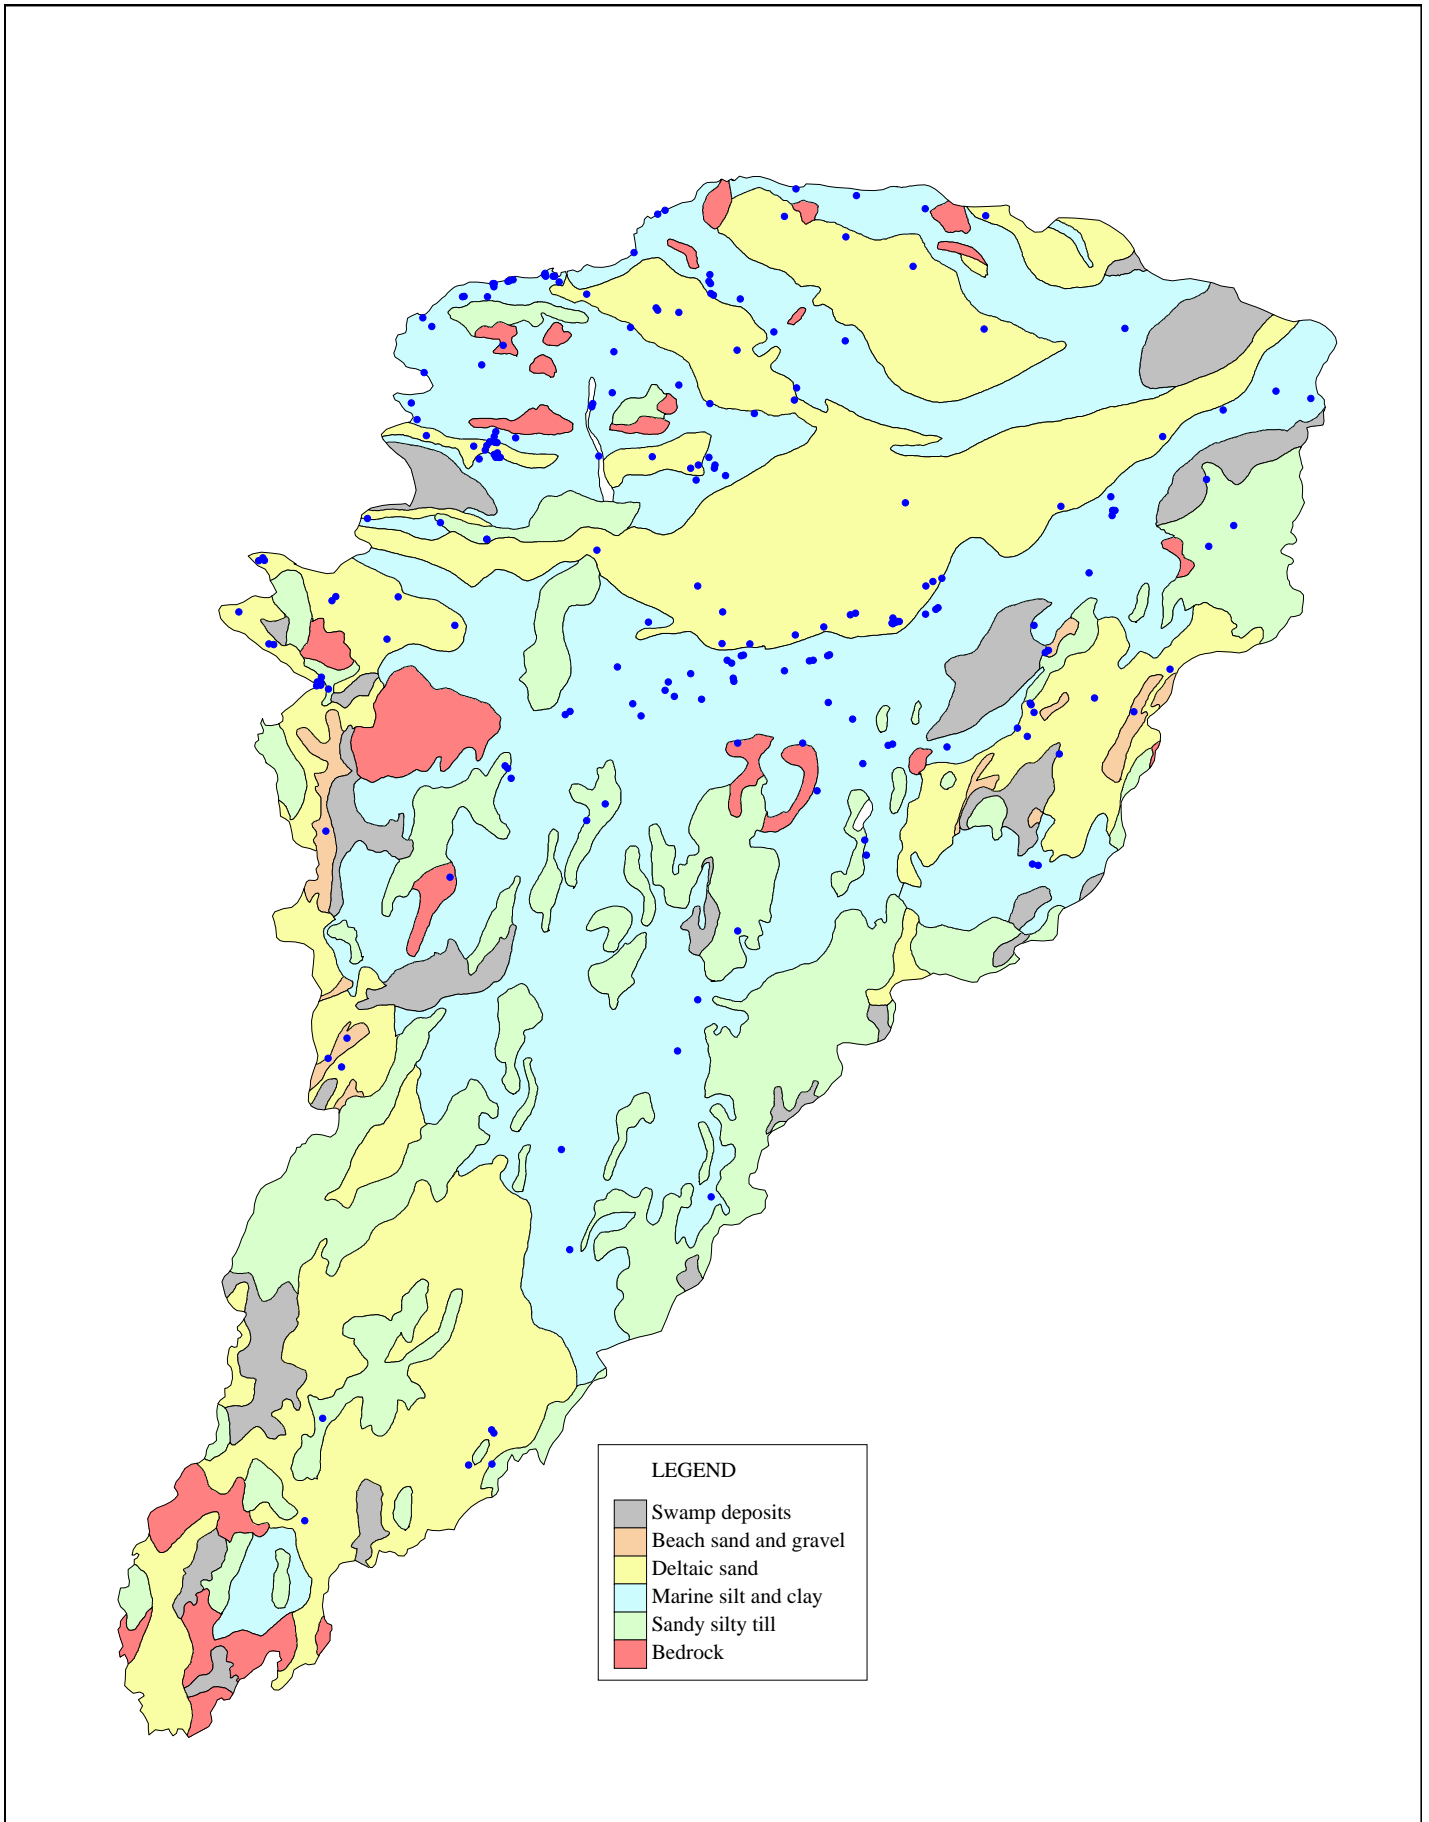 LEGEND
Swamp deposits
Beach sand and gravel
Deltaic sand
Marine silt and clay
Sandy silty till
Bedrock